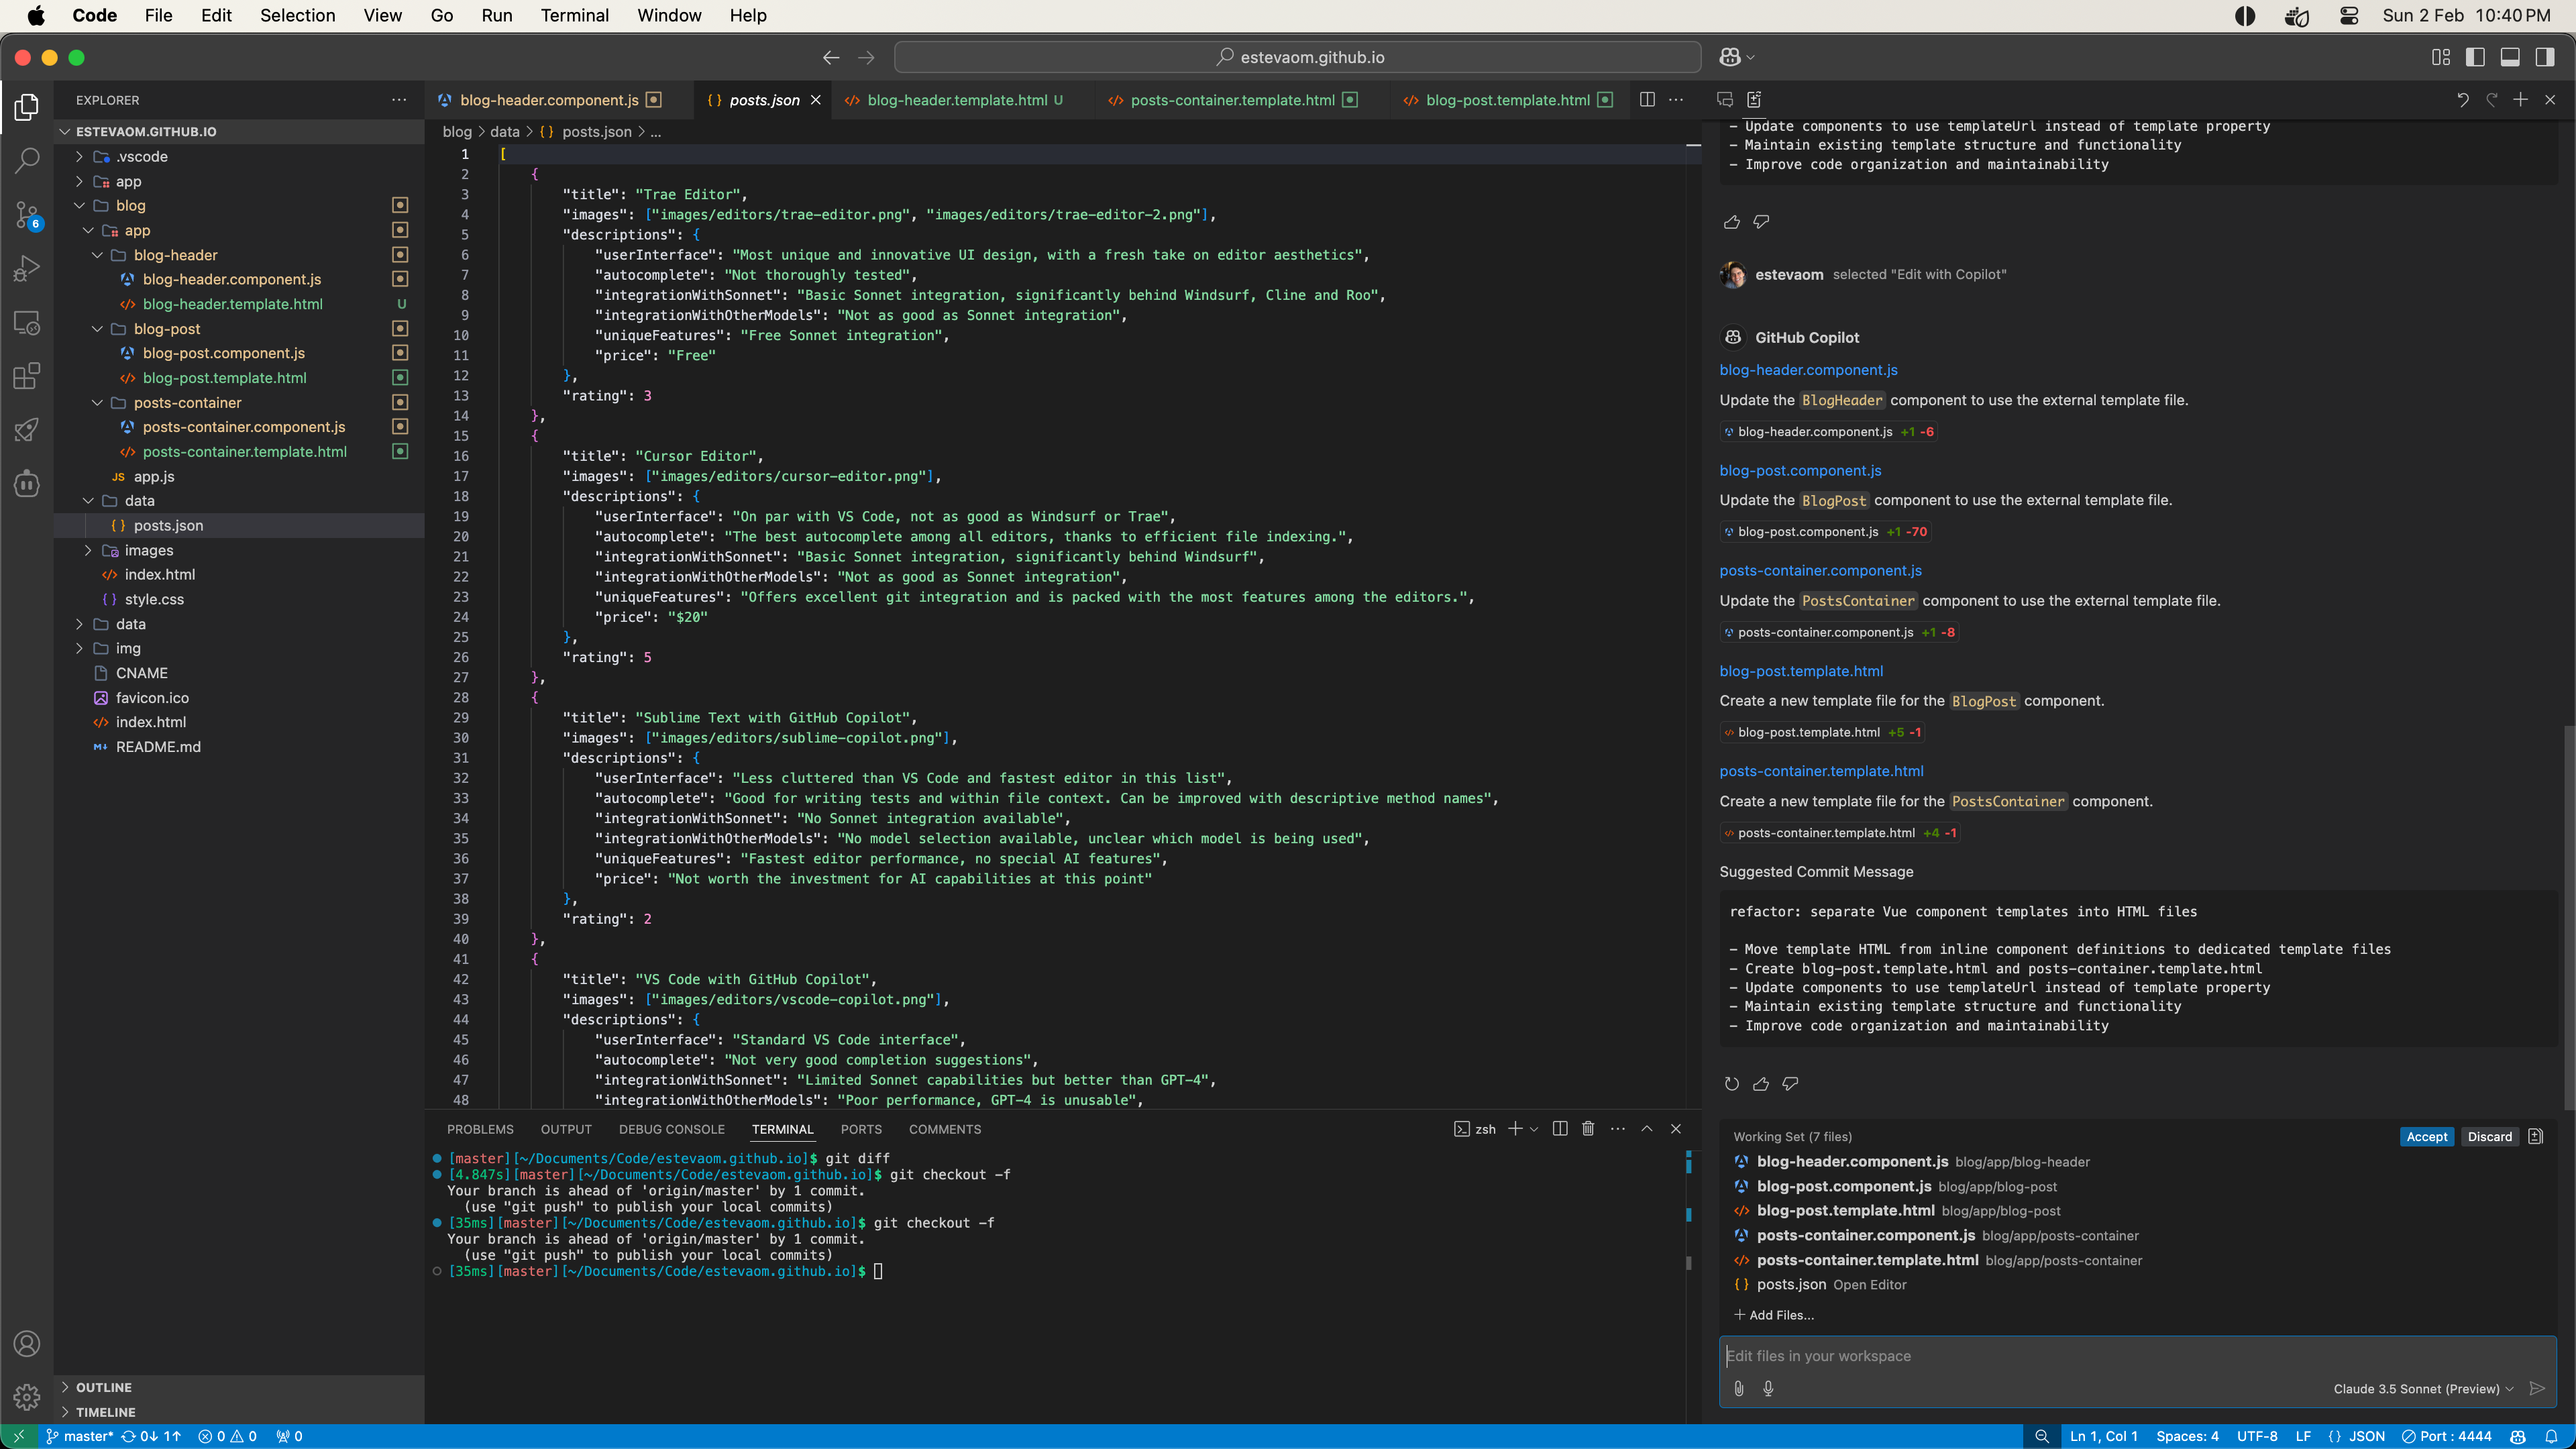 Code File Edit Selection View Go Run Terminal Window Help
Sun 2 Feb 10:40 PM
estevaom.github.io
EXPLORER
ESTEVAOM.GITHUB.IO
.vscode
app
blog
app
blog-header
blog-header.component.js
blog-header.template.html U
blog-post
blog-post.component.js
blog-post.template.html
posts-container
posts-container.component.js
posts-container.template.html
JS app.js
data
{ } posts.json
images
</> index.html
{ } style.css
data
img
CNAME
favicon.ico
</> index.html
M↓ README.md
OUTLINE
TIMELINE
6
blog-header.component.js
{ } posts.json
</> blog-header.template.html U
</> posts-container.template.html
</> blog-post.template.html
blog > data > { } posts.json > ...
1 [
2 {
3 "title": "Trae Editor",
4 "images": ["images/editors/trae-editor.png", "images/editors/trae-editor-2.png"],
5 "descriptions": {
6 "userInterface": "Most unique and innovative UI design, with a fresh take on editor aesthetics",
7 "autocomplete": "Not thoroughly tested",
8 "integrationWithSonnet": "Basic Sonnet integration, significantly behind Windsurf, Cline and Roo",
9 "integrationWithOtherModels": "Not as good as Sonnet integration",
10 "uniqueFeatures": "Free Sonnet integration",
11 "price": "Free"
12 },
13 "rating": 3
14 },
15 {
16 "title": "Cursor Editor",
17 "images": ["images/editors/cursor-editor.png"],
18 "descriptions": {
19 "userInterface": "On par with VS Code, not as good as Windsurf or Trae",
20 "autocomplete": "The best autocomplete among all editors, thanks to efficient file indexing.",
21 "integrationWithSonnet": "Basic Sonnet integration, significantly behind Windsurf",
22 "integrationWithOtherModels": "Not as good as Sonnet integration",
23 "uniqueFeatures": "Offers excellent git integration and is packed with the most features among the editors.",
24 "price": "$20"
25 },
26 "rating": 5
27 },
28 {
29 "title": "Sublime Text with GitHub Copilot",
30 "images": ["images/editors/sublime-copilot.png"],
31 "descriptions": {
32 "userInterface": "Less cluttered than VS Code and fastest editor in this list",
33 "autocomplete": "Good for writing tests and within file context. Can be improved with descriptive method names",
34 "integrationWithSonnet": "No Sonnet integration available",
35 "integrationWithOtherModels": "No model selection available, unclear which model is being used",
36 "uniqueFeatures": "Fastest editor performance, no special AI features",
37 "price": "Not worth the investment for AI capabilities at this point"
38 },
39 "rating": 2
40 },
41 {
42 "title": "VS Code with GitHub Copilot",
43 "images": ["images/editors/vscode-copilot.png"],
44 "descriptions": {
45 "userInterface": "Standard VS Code interface",
46 "autocomplete": "Not very good completion suggestions",
47 "integrationWithSonnet": "Limited Sonnet capabilities but better than GPT-4",
48 "integrationWithOtherModels": "Poor performance, GPT-4 is unusable",
PROBLEMS OUTPUT DEBUG CONSOLE TERMINAL PORTS COMMENTS
zsh
[master][~/Documents/Code/estevaom.github.io]$ git diff
[4.847s][master][~/Documents/Code/estevaom.github.io]$ git checkout -f
Your branch is ahead of 'origin/master' by 1 commit.
(use "git push" to publish your local commits)
[35ms][master][~/Documents/Code/estevaom.github.io]$ git checkout -f
Your branch is ahead of 'origin/master' by 1 commit.
(use "git push" to publish your local commits)
[35ms][master][~/Documents/Code/estevaom.github.io]$
- Update components to use templateUrl instead of template property
- Maintain existing template structure and functionality
- Improve code organization and maintainability
estevaom selected "Edit with Copilot"
GitHub Copilot
blog-header.component.js
Update the BlogHeader component to use the external template file.
blog-header.component.js +1 -6
blog-post.component.js
Update the BlogPost component to use the external template file.
blog-post.component.js +1 -70
posts-container.component.js
Update the PostsContainer component to use the external template file.
posts-container.component.js +1 -8
blog-post.template.html
Create a new template file for the BlogPost component.
</> blog-post.template.html +5 -1
posts-container.template.html
Create a new template file for the PostsContainer component.
</> posts-container.template.html +4 -1
Suggested Commit Message
refactor: separate Vue component templates into HTML files
- Move template HTML from inline component definitions to dedicated template files
- Create blog-post.template.html and posts-container.template.html
- Update components to use templateUrl instead of template property
- Maintain existing template structure and functionality
- Improve code organization and maintainability
Working Set (7 files) Accept Discard
blog-header.component.js blog/app/blog-header
blog-post.component.js blog/app/blog-post
</> blog-post.template.html blog/app/blog-post
posts-container.component.js blog/app/posts-container
</> posts-container.template.html blog/app/posts-container
{ } posts.json Open Editor
+ Add Files...
Edit files in your workspace
Claude 3.5 Sonnet (Preview)
master* 0↓ 1↑ 0 0 0
Ln 1, Col 1 Spaces: 4 UTF-8 LF { } JSON Port : 4444